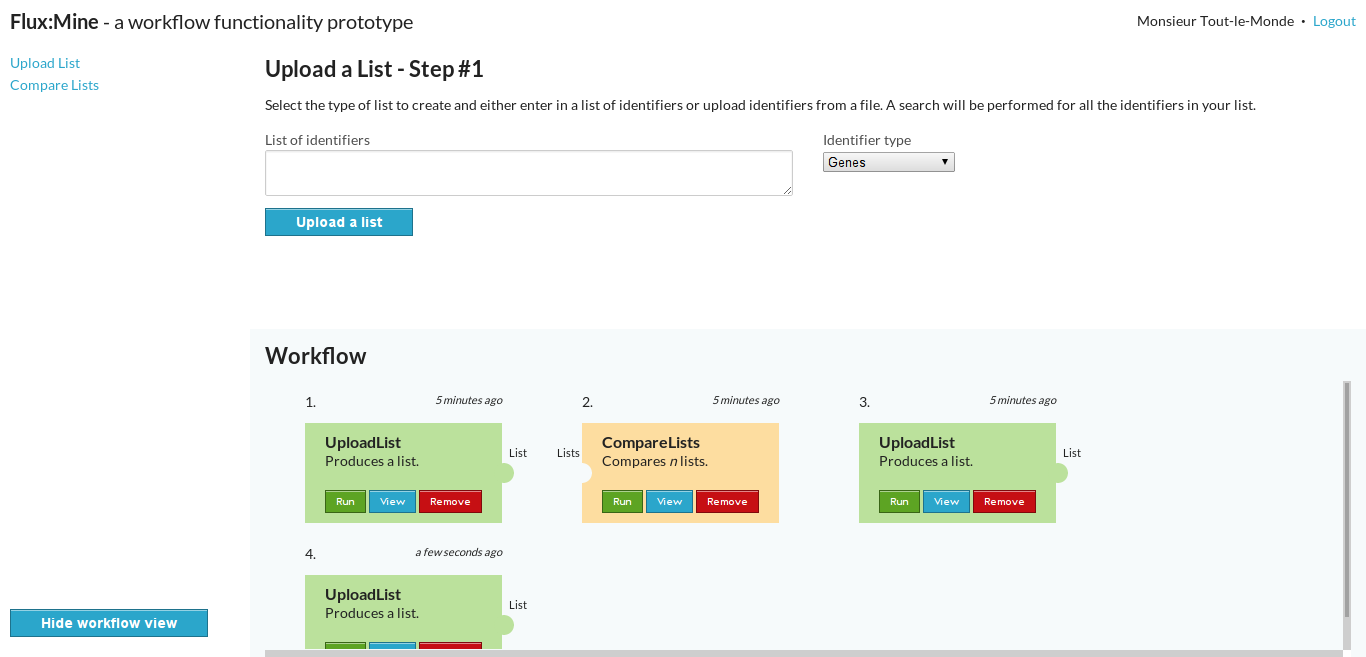 Flux:Mine - a workflow functionality prototype
Monsieur Tout-le-Monde • Logout
Upload List
Compare Lists
Upload a List - Step #1
Select the type of list to create and either enter in a list of identifiers or upload identifiers from a file. A search will be performed for all the identifiers in your list.
List of identifiers
Identifier type
Genes
Upload a list
Workflow
1. 5 minutes ago
UploadList
Produces a list.
List
Run View Remove
2. 5 minutes ago
Lists
CompareLists
Compares n lists.
Run View Remove
3. 5 minutes ago
UploadList
Produces a list.
List
Run View Remove
4. a few seconds ago
UploadList
Produces a list.
List
Hide workflow view